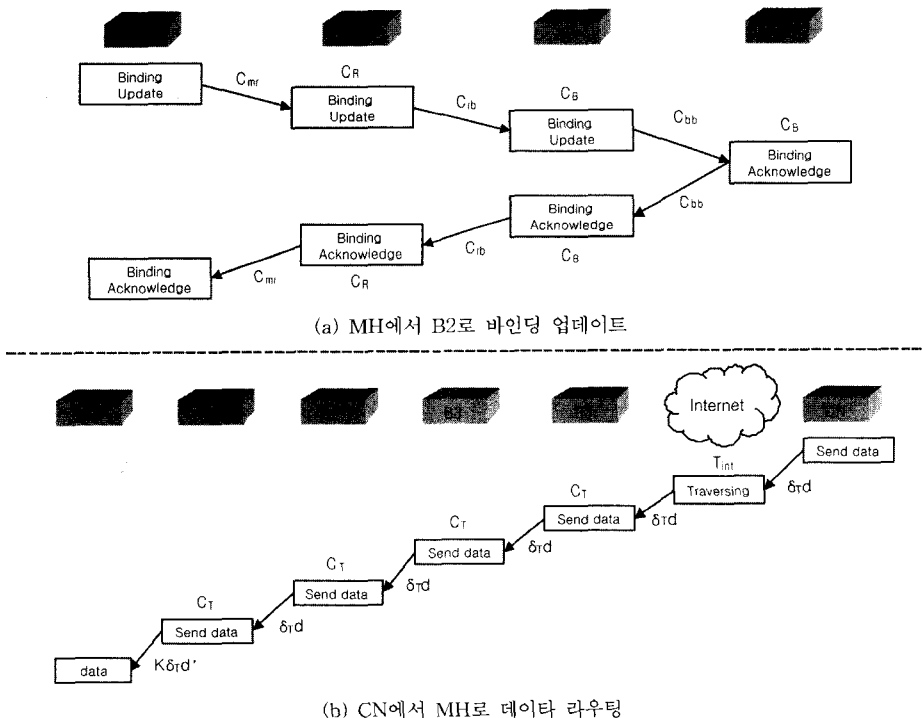 Binding
Update
Cmr
CR
Binding
Update
Crb
CB
Binding
Update
Cbb
CB
Binding
Acknowledge
Cbb
Binding
Acknowledge
CB
Crb
Binding
Acknowledge
CR
Cmr
Binding
Acknowledge
(a) MH에서 B2로 바인딩 업데이트
Internet
Send data
Tint
Traversing
δTd
CT
Send data
δTd
CT
Send data
δTd
CT
Send data
δTd
CT
Send data
δTd
data
Kδτd′
(b) CN에서 MH로 데이타 라우팅